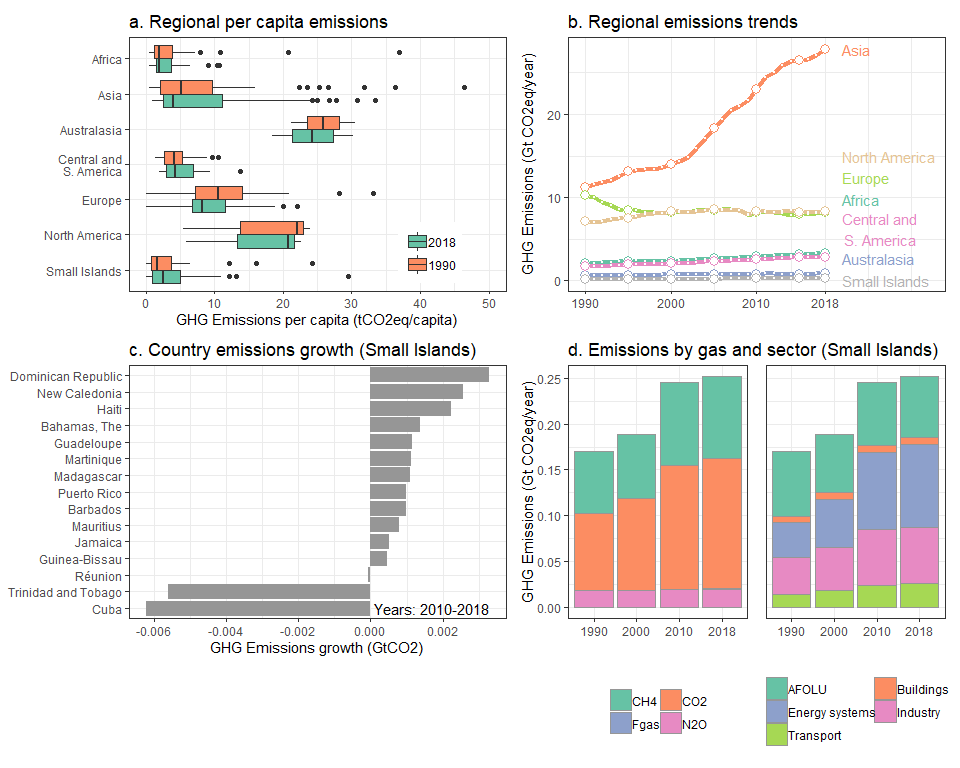 a. Regional per capita emissions
Africa
Asia
Australasia
Central and
S. America
Europe
North America
Small Islands
2018
1990
0 10 20 30 40 50
GHG Emissions per capita (tCO2eq/capita)
b. Regional emissions trends
GHG Emissions (Gt CO2eq/year)
20
10
0
Asia
North America
Europe
Africa
Central and
S. America
Australasia
Small Islands
1990 2000 2010 2018
c. Country emissions growth (Small Islands)
Dominican Republic
New Caledonia
Haiti
Bahamas, The
Guadeloupe
Martinique
Madagascar
Puerto Rico
Barbados
Mauritius
Jamaica
Guinea-Bissau
Réunion
Trinidad and Tobago
Cuba
Years: 2010-2018
-0.006 -0.004 -0.002 0.000 0.002
GHG Emissions growth (GtCO2)
d. Emissions by gas and sector (Small Islands)
GHG Emissions (Gt CO2eq/year)
0.25
0.20
0.15
0.10
0.05
0.00
1990 2000 2010 2018
1990 2000 2010 2018
CH4 CO2
Fgas N2O
AFOLU Buildings
Energy systems Industry
Transport